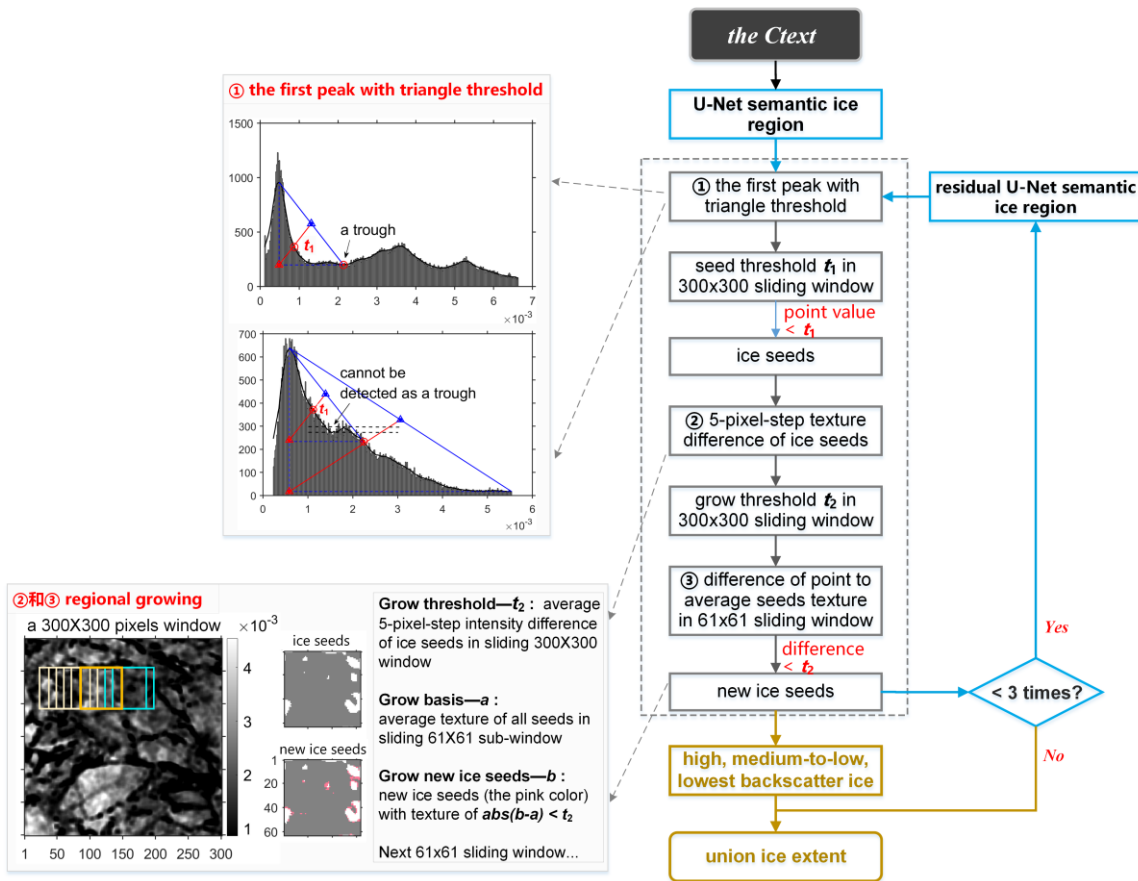 the Ctext
U-Net semantic ice
region
① the first peak with
triangle threshold
residual U-Net semantic
ice region
seed threshold t₁ in
300x300 sliding window
point value
< t₁
ice seeds
② 5-pixel-step texture
difference of ice seeds
grow threshold t₂ in
300x300 sliding window
③ difference of point to
average seeds texture
in 61x61 sliding window
difference
< t₂
new ice seeds
< 3 times?
Yes
No
high, medium-to-low,
lowest backscatter ice
union ice extent
① the first peak with triangle threshold
1500
1000
500
0
a trough
t₁
0 1 2 3 4 5 6 7
×10⁻³
700
600
500
400
300
200
100
0
cannot be
detected as a trough
t₁
0 1 2 3 4 5 6
×10⁻³
②和③ regional growing
a 300X300 pixels window
×10⁻³
4
3
2
1
1 50 100 150 200 250 300
ice seeds
new ice seeds
1
20
40
60
Grow threshold—t₂ : average
5-pixel-step intensity difference
of ice seeds in sliding 300X300
window
Grow basis—a :
average texture of all seeds in
sliding 61X61 sub-window
Grow new ice seeds—b :
new ice seeds (the pink color)
with texture of abs(b-a) < t₂
Next 61x61 sliding window...